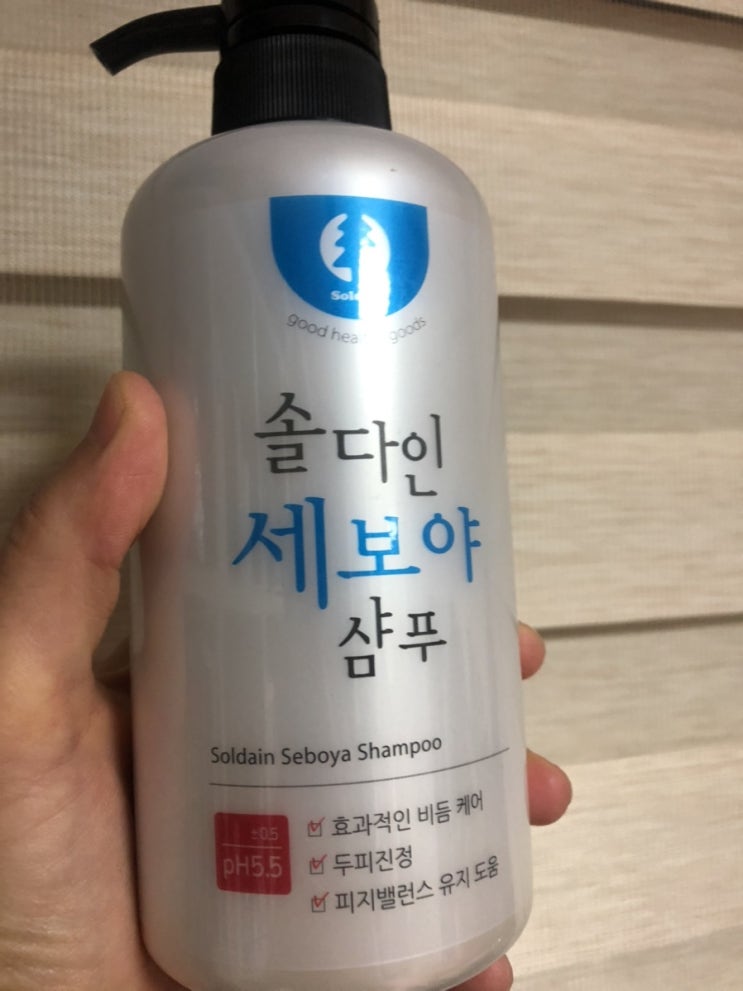 good goods
솔다인
세보야
샴푸
Soldain Seboya Shampoo
±0.5
pH5.5
효과적인 비듬 케어
두피진정
피지밸런스 유지 도움